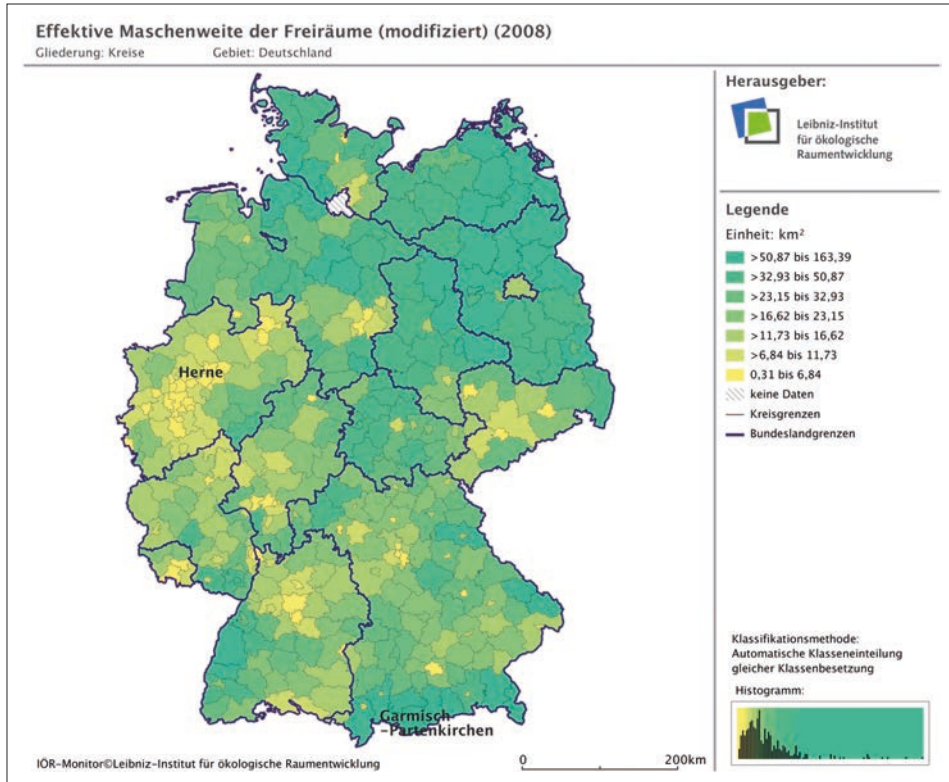 Effektive Maschenweite der Freiräume (modifiziert) (2008)
Gliederung: Kreise Gebiet: Deutschland
Herausgeber:
Leibniz-Institut
für ökologische
Raumentwicklung
Legende
Einheit: km²
>50,87 bis 163,39
>32,93 bis 50,87
>23,15 bis 32,93
>16,62 bis 23,15
>11,73 bis 16,62
>6,84 bis 11,73
0,31 bis 6,84
keine Daten
Kreisgrenzen
Bundeslandgrenzen
Herne
Garmisch-
-Partenkirchen
Klassifikationsmethode:
Automatische Klasseneinteilung
gleicher Klassenbesetzung
Histogramm:
IÖR-Monitor©Leibniz-Institut für ökologische Raumentwicklung
0 200km